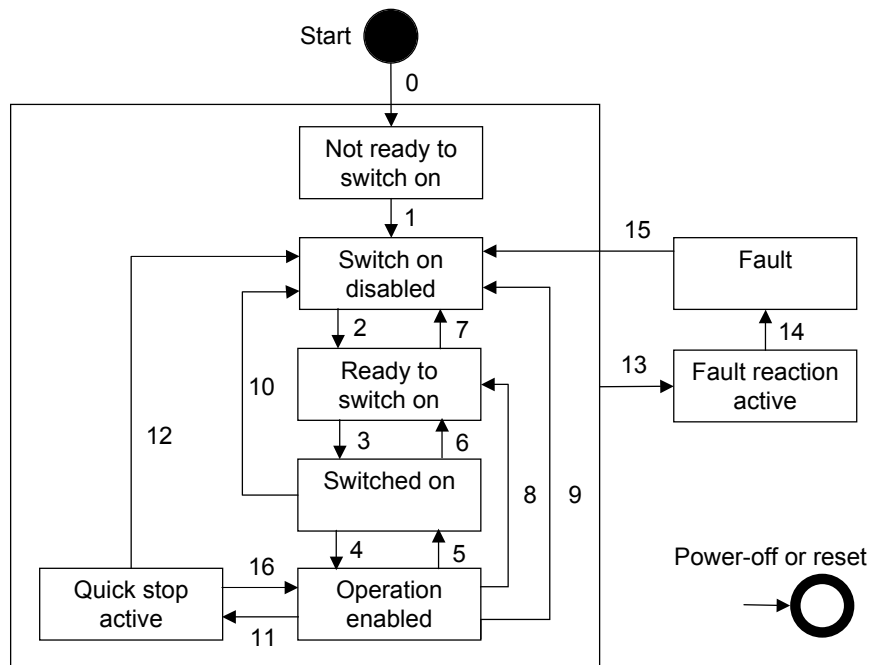 Start
0
Not ready to
switch on
1
15
Switch on
disabled
Fault
2
7
14
13
Ready to
switch on
Fault reaction
active
10
12
3
6
Switched on
8
9
4
5
Power-off or reset
16
Quick stop
active
Operation
enabled
11